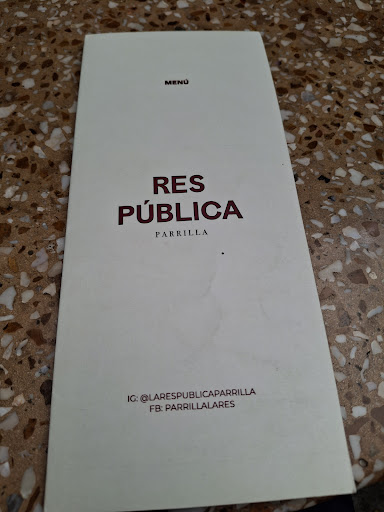 MENÚ
RES
PÚBLICA
PARRILLA
IG: @LARESPUBLICAPARRILLA
FB: PARRILLALARES